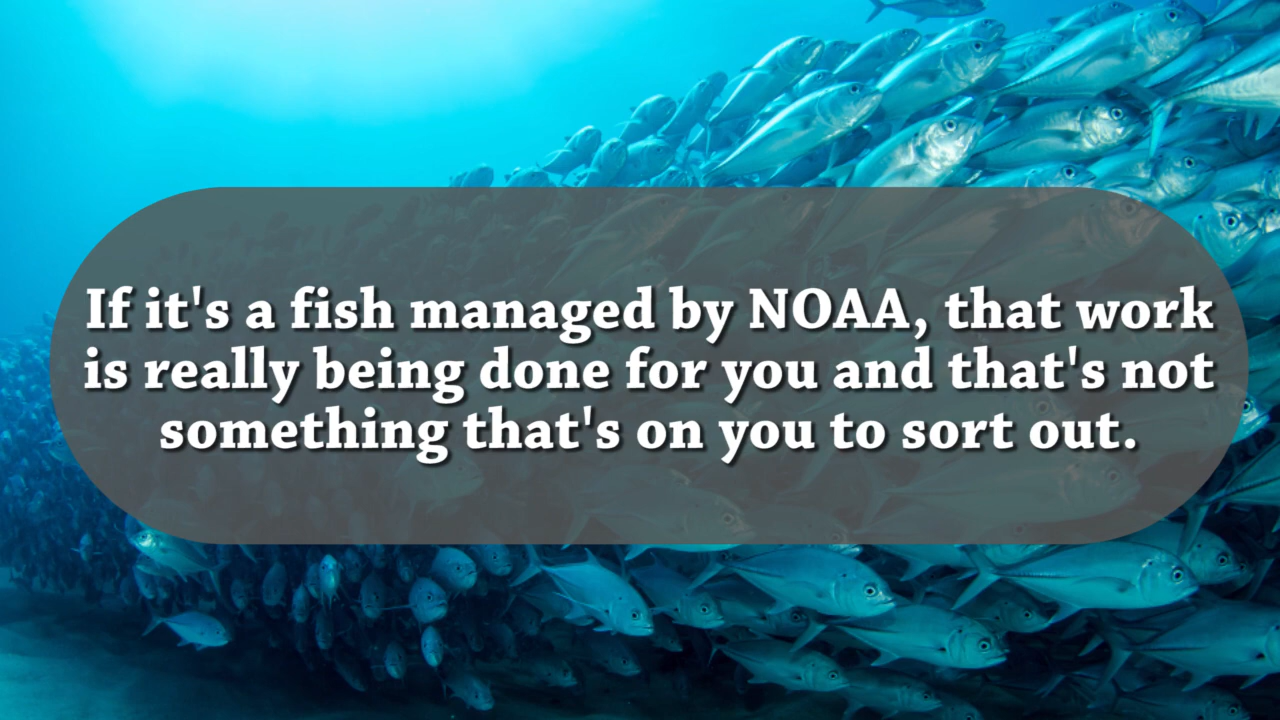 If it's a fish managed by NOAA, that work
is really being done for you and that's not
something that's on you to sort out.